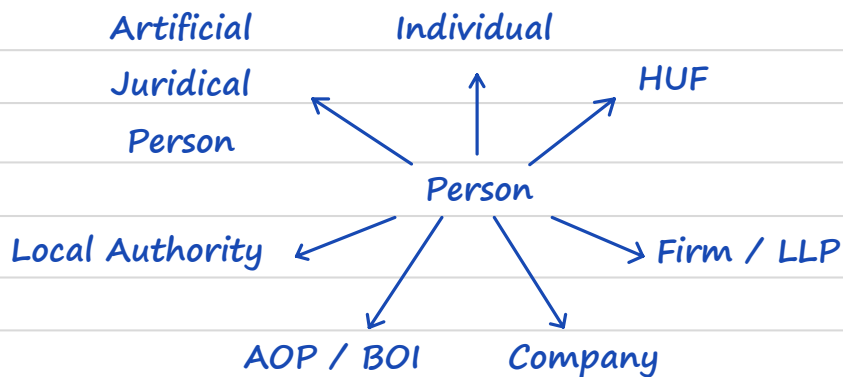 Artificial Individual
Juridical HUF
Person
Person
Local Authority Firm / LLP
AOP / BOI Company